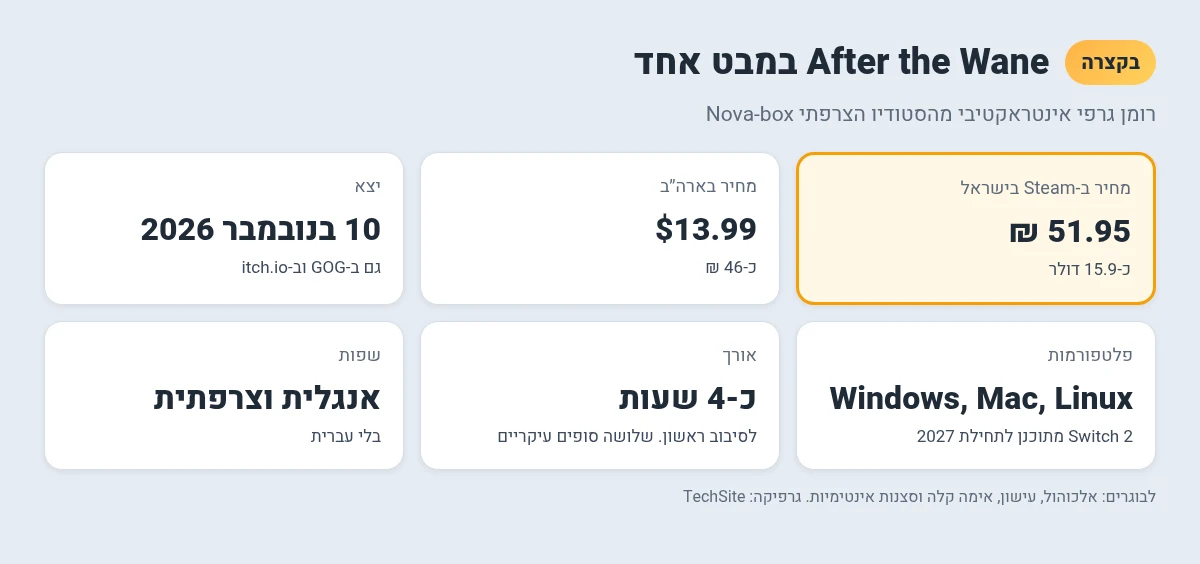 בקצרה
After the Wane במבט אחד
רומן גרפי אינטראקטיבי מהסטודיו הצרפתי Nova-box
מחיר ב-Steam בישראל
51.95 ₪
כ-15.9 דולר
מחיר בארה"ב
$13.99
כ-46 ₪
יצא
10 בנובמבר 2026
גם ב-GOG וב-itch.io
פלטפורמות
Windows, Mac, Linux
Switch 2 מתוכנן לתחילת 2027
אורך
כ-4 שעות
לסיבוב ראשון. שלושה סופים עיקריים
שפות
אנגלית וצרפתית
בלי עברית
לבוגרים: אלכוהול, עישון, אימה קלה וסצנות אינטימיות. גרפיקה: TechSite